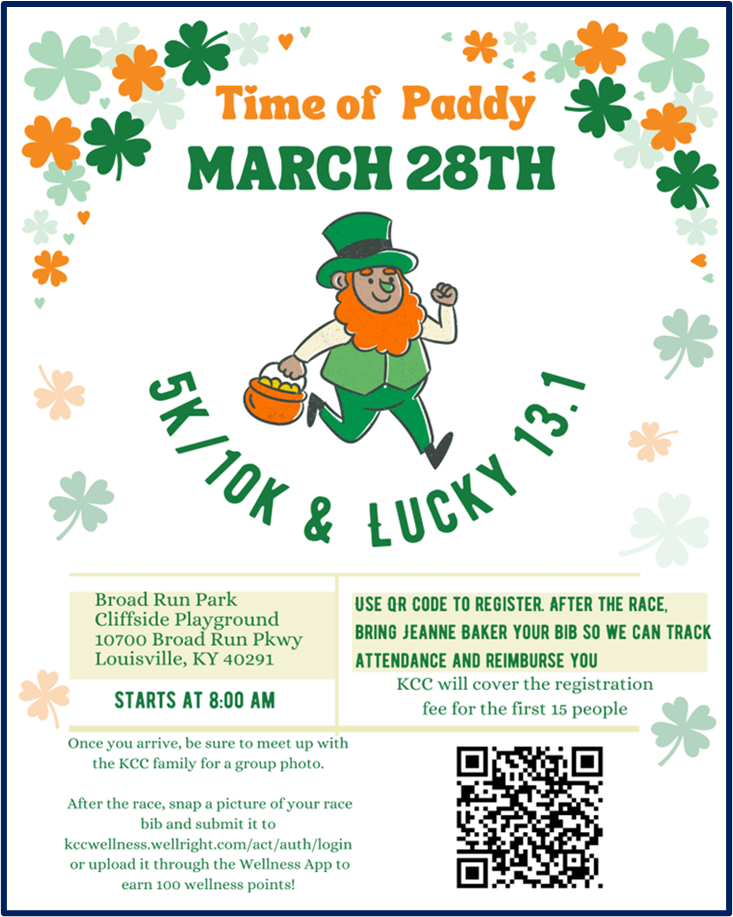 Time of Paddy
MARCH 28TH
5K/10K & LUCKY 13.1
Broad Run Park
Cliffside Playground
10700 Broad Run Pkwy
Louisville, KY 40291
STARTS AT 8:00 AM
USE QR CODE TO REGISTER. AFTER THE RACE,
BRING JEANNE BAKER YOUR BIB SO WE CAN TRACK
ATTENDANCE AND REIMBURSE YOU
KCC will cover the registration
fee for the first 15 people
Once you arrive, be sure to meet up with
the KCC family for a group photo.
After the race, snap a picture of your race
bib and submit it to
kccwellness.wellright.com/act/auth/login
or upload it through the Wellness App to
earn 100 wellness points!